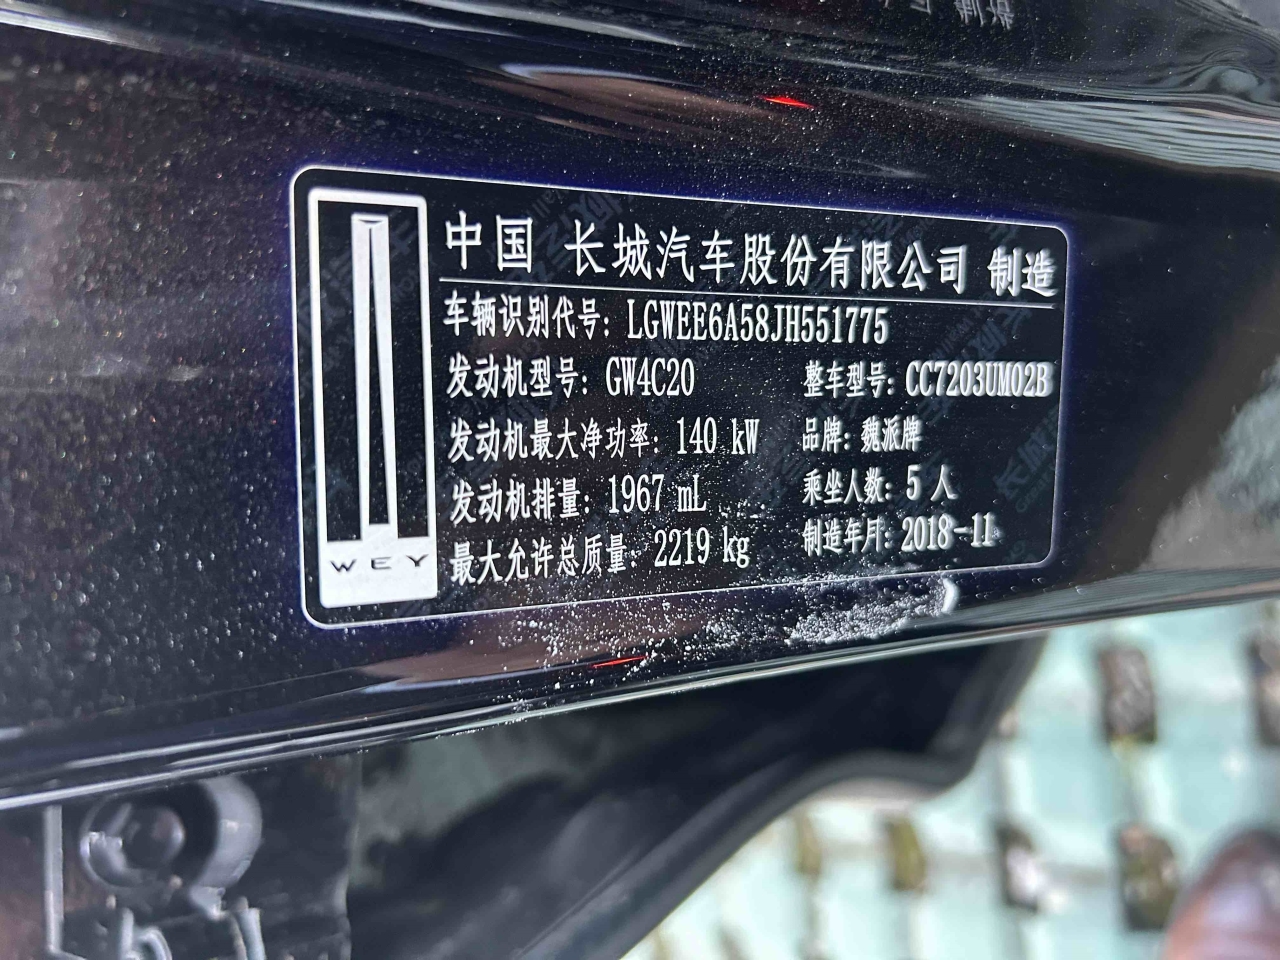 中国 长城汽车股份有限公司 制造
车辆识别代号: LGWEE6A58JH551775
发动机型号: GW4C20 整车型号: CC7203UM02B
发动机最大净功率: 140 kW 品牌: 魏派牌
发动机排量: 1967 mL 乘坐人数: 5 人
最大允许总质量: 2219 kg 制造年月: 2018-11
WEY